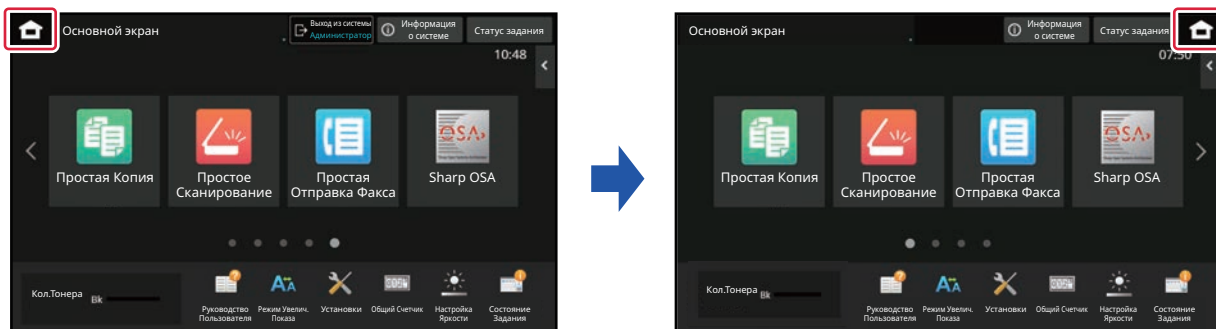 Основной экран
Выход из системы
Администратор
Информация
о системе
Статус задания
10:48
Простая Копия
Простое
Сканирование
Простая
Отправка Факса
OSA
Sharp OSA
Кол.Тонера
Bk
Руководство
Пользователя
Режим Увелич.
Показа
Установки
Общий Счетчик
Настройка
Яркости
Состояние
Задания
Основной экран
Информация
о системе
Статус задания
07:50
Простая Копия
Простое
Сканирование
Простая
Отправка Факса
OSA
Sharp OSA
Кол.Тонера
Bk
Руководство
Пользователя
Режим Увелич.
Показа
Установки
Общий Счетчик
Настройка
Яркости
Состояние
Задания